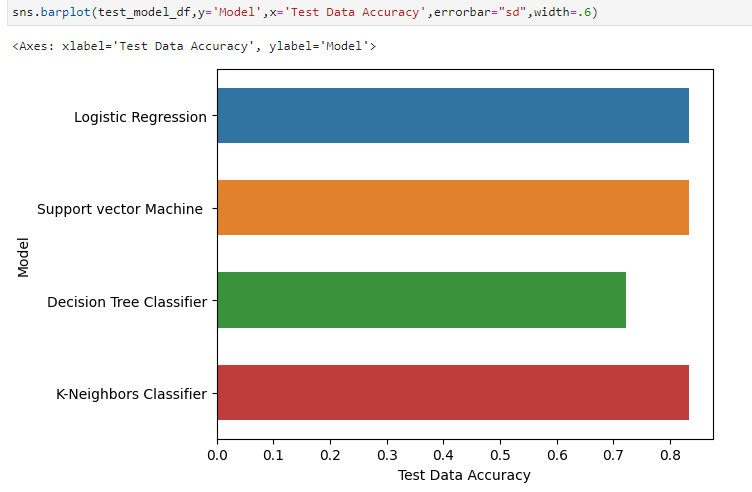 sns.barplot(test_model_df,y='Model',x='Test Data Accuracy',errorbar="sd",width=.6)
<Axes: xlabel='Test Data Accuracy', ylabel='Model'>
Logistic Regression
Support vector Machine
Decision Tree Classifier
K-Neighbors Classifier
Model
0.0 0.1 0.2 0.3 0.4 0.5 0.6 0.7 0.8
Test Data Accuracy